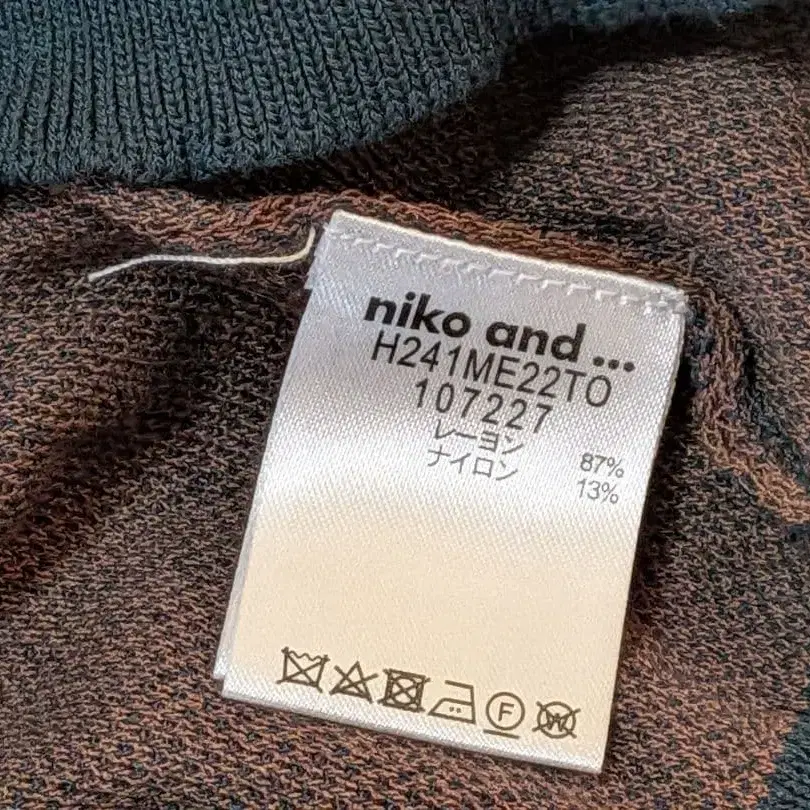 niko and ...
H241ME22TO
107227
レーヨン 87%
ナイロン 13%
F
W